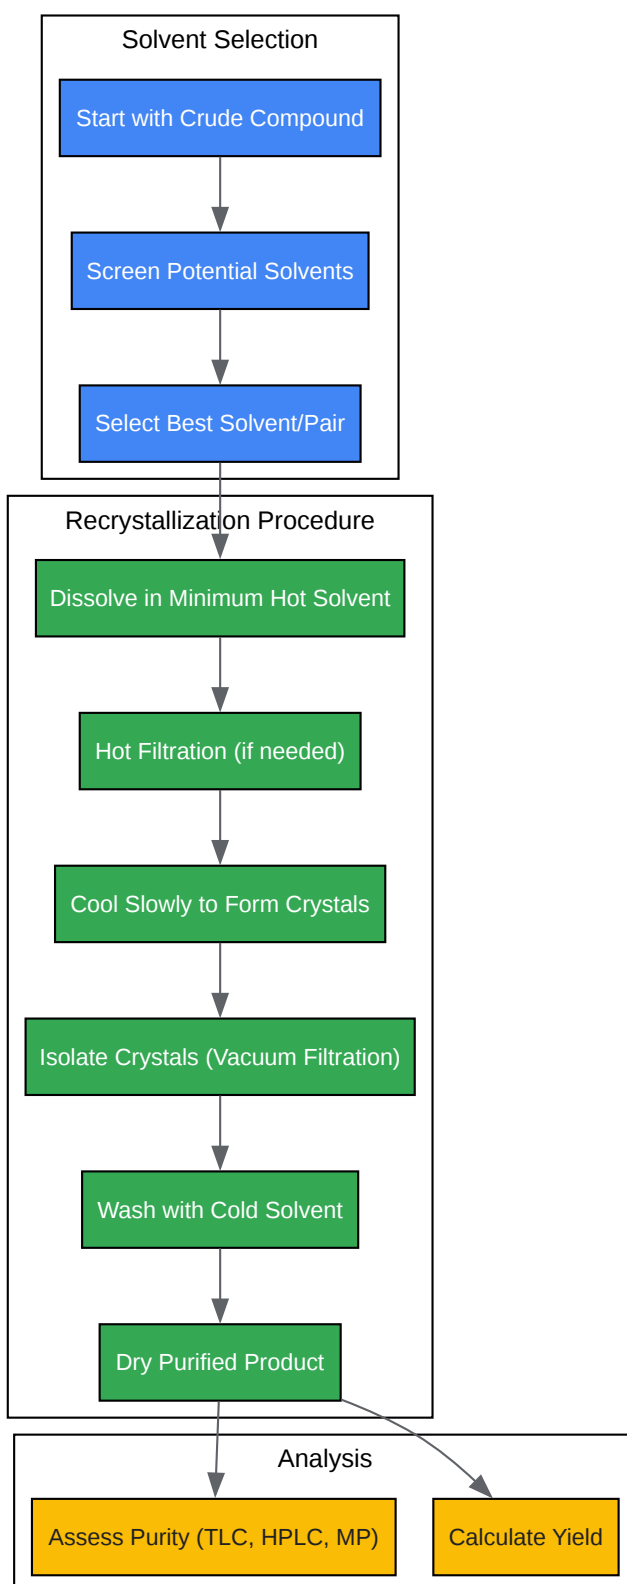 Solvent Selection
Start with Crude Compound
Screen Potential Solvents
Select Best Solvent/Pair
Recrystallization Procedure
Dissolve in Minimum Hot Solvent
Hot Filtration (if needed)
Cool Slowly to Form Crystals
Isolate Crystals (Vacuum Filtration)
Wash with Cold Solvent
Dry Purified Product
Analysis
Assess Purity (TLC, HPLC, MP)
Calculate Yield